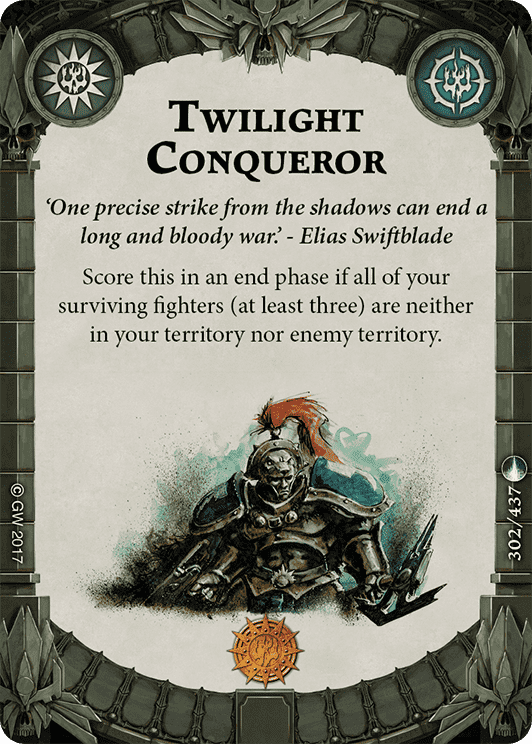 Twilight
Conqueror
‘One precise strike from the shadows can end a
long and bloody war.’ - Elias Swiftblade
Score this in an end phase if all of your
surviving fighters (at least three) are neither
in your territory nor enemy territory.
© GW 2017
302/437